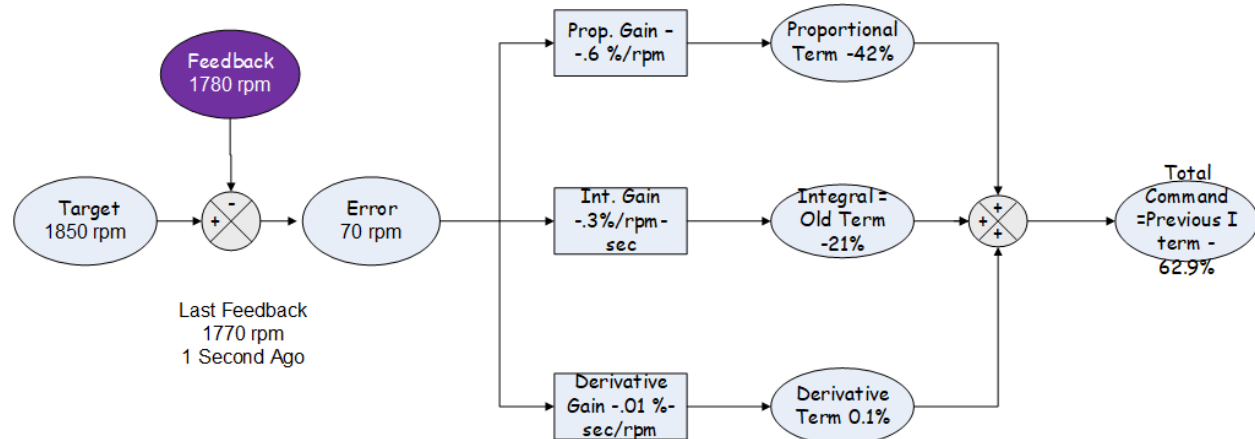 Feedback
1780 rpm
Target
1850 rpm
-
+
Error
70 rpm
Last Feedback
1770 rpm
1 Second Ago
Prop. Gain –
-.6 %/rpm
Proportional
Term -42%
Int. Gain
-.3%/rpm-
sec
Integral =
Old Term
-21%
Derivative
Gain -.01 %-
sec/rpm
Derivative
Term 0.1%
+
+
+
Total
Command
=Previous I
term -
62.9%